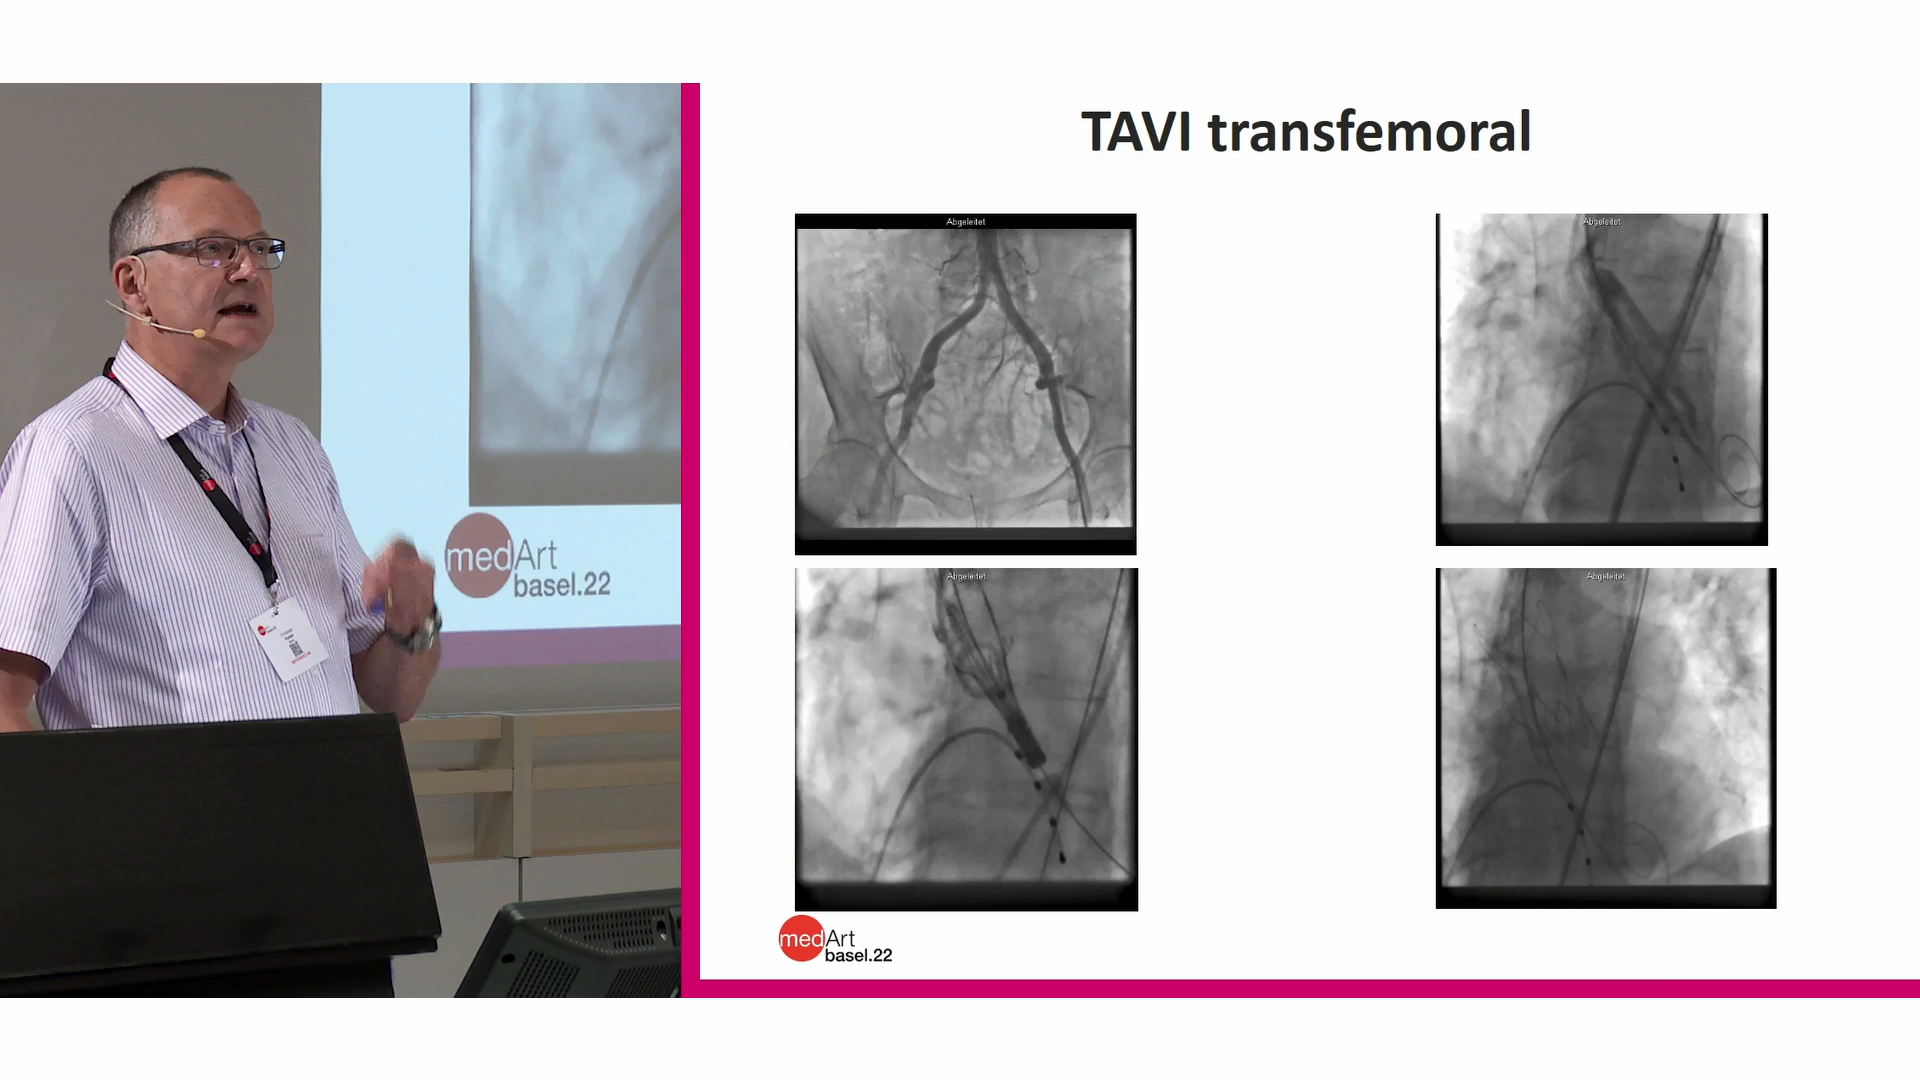 TAVI transfemoral
Abgeleitet
Abgeleitet
Abgeleitet
Abgeleitet
medArt
basel.22
medArt
basel.22